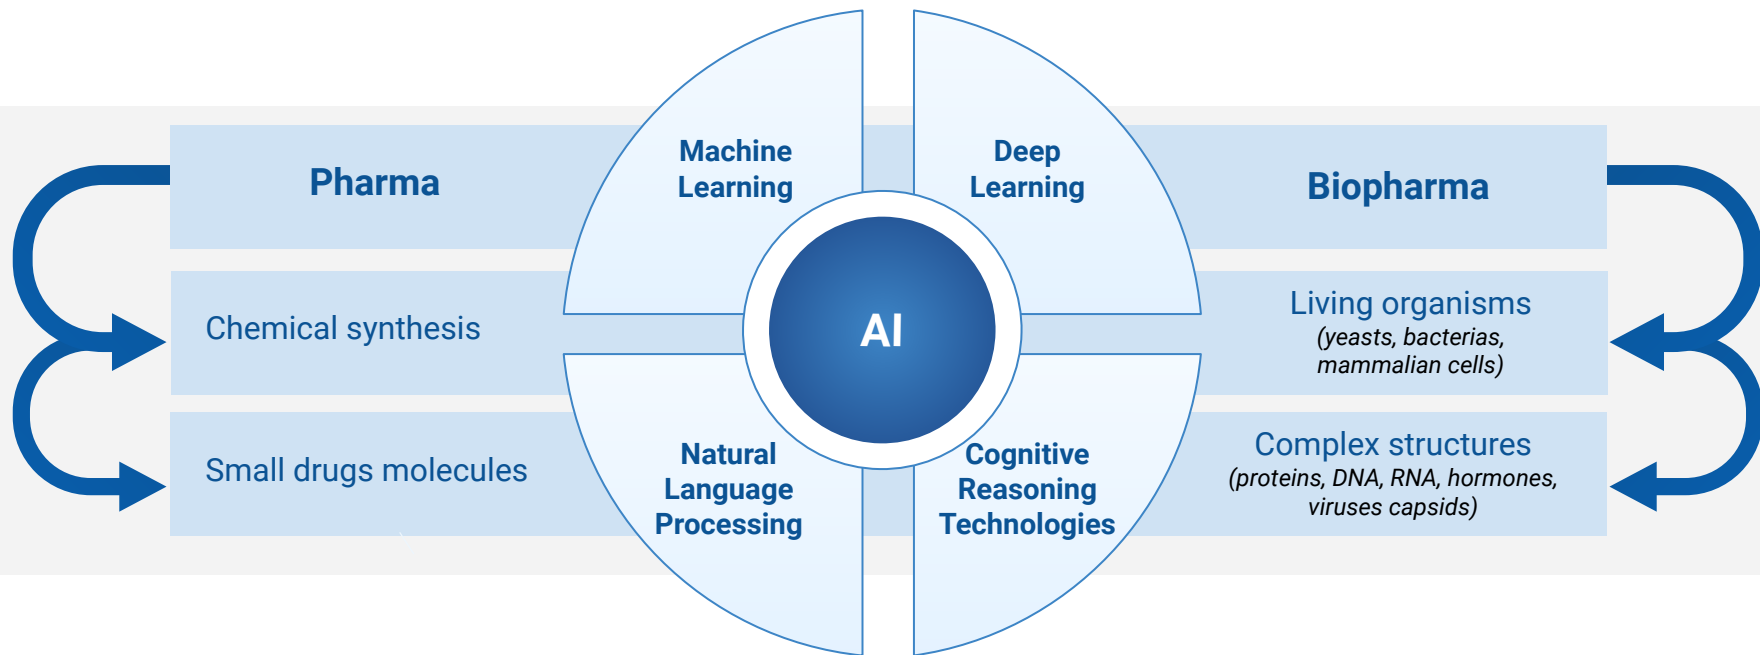 Pharma
Chemical synthesis
Small drugs molecules
Machine
Learning
Deep
Learning
AI
Natural
Language
Processing
Cognitive
Reasoning
Technologies
Biopharma
Living organisms
(yeasts, bacterias,
mammalian cells)
Complex structures
(proteins, DNA, RNA, hormones,
viruses capsids)